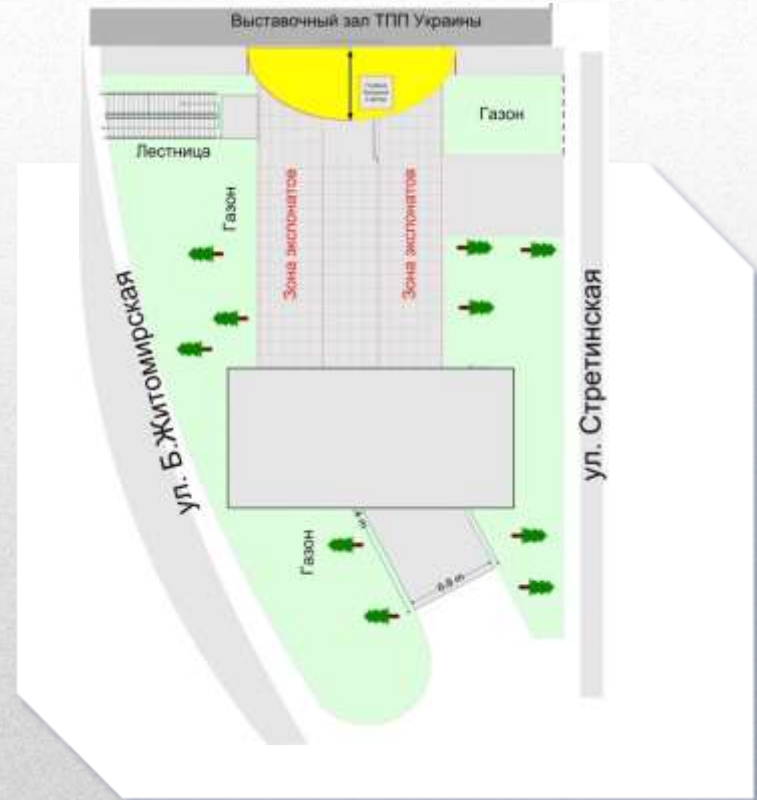 Выставочный зал ТПП Украины
Газон
Лестница
Газон
Зона экспонатов
Зона экспонатов
ул. Б.Житомирская
ул. Стретинская
Газон